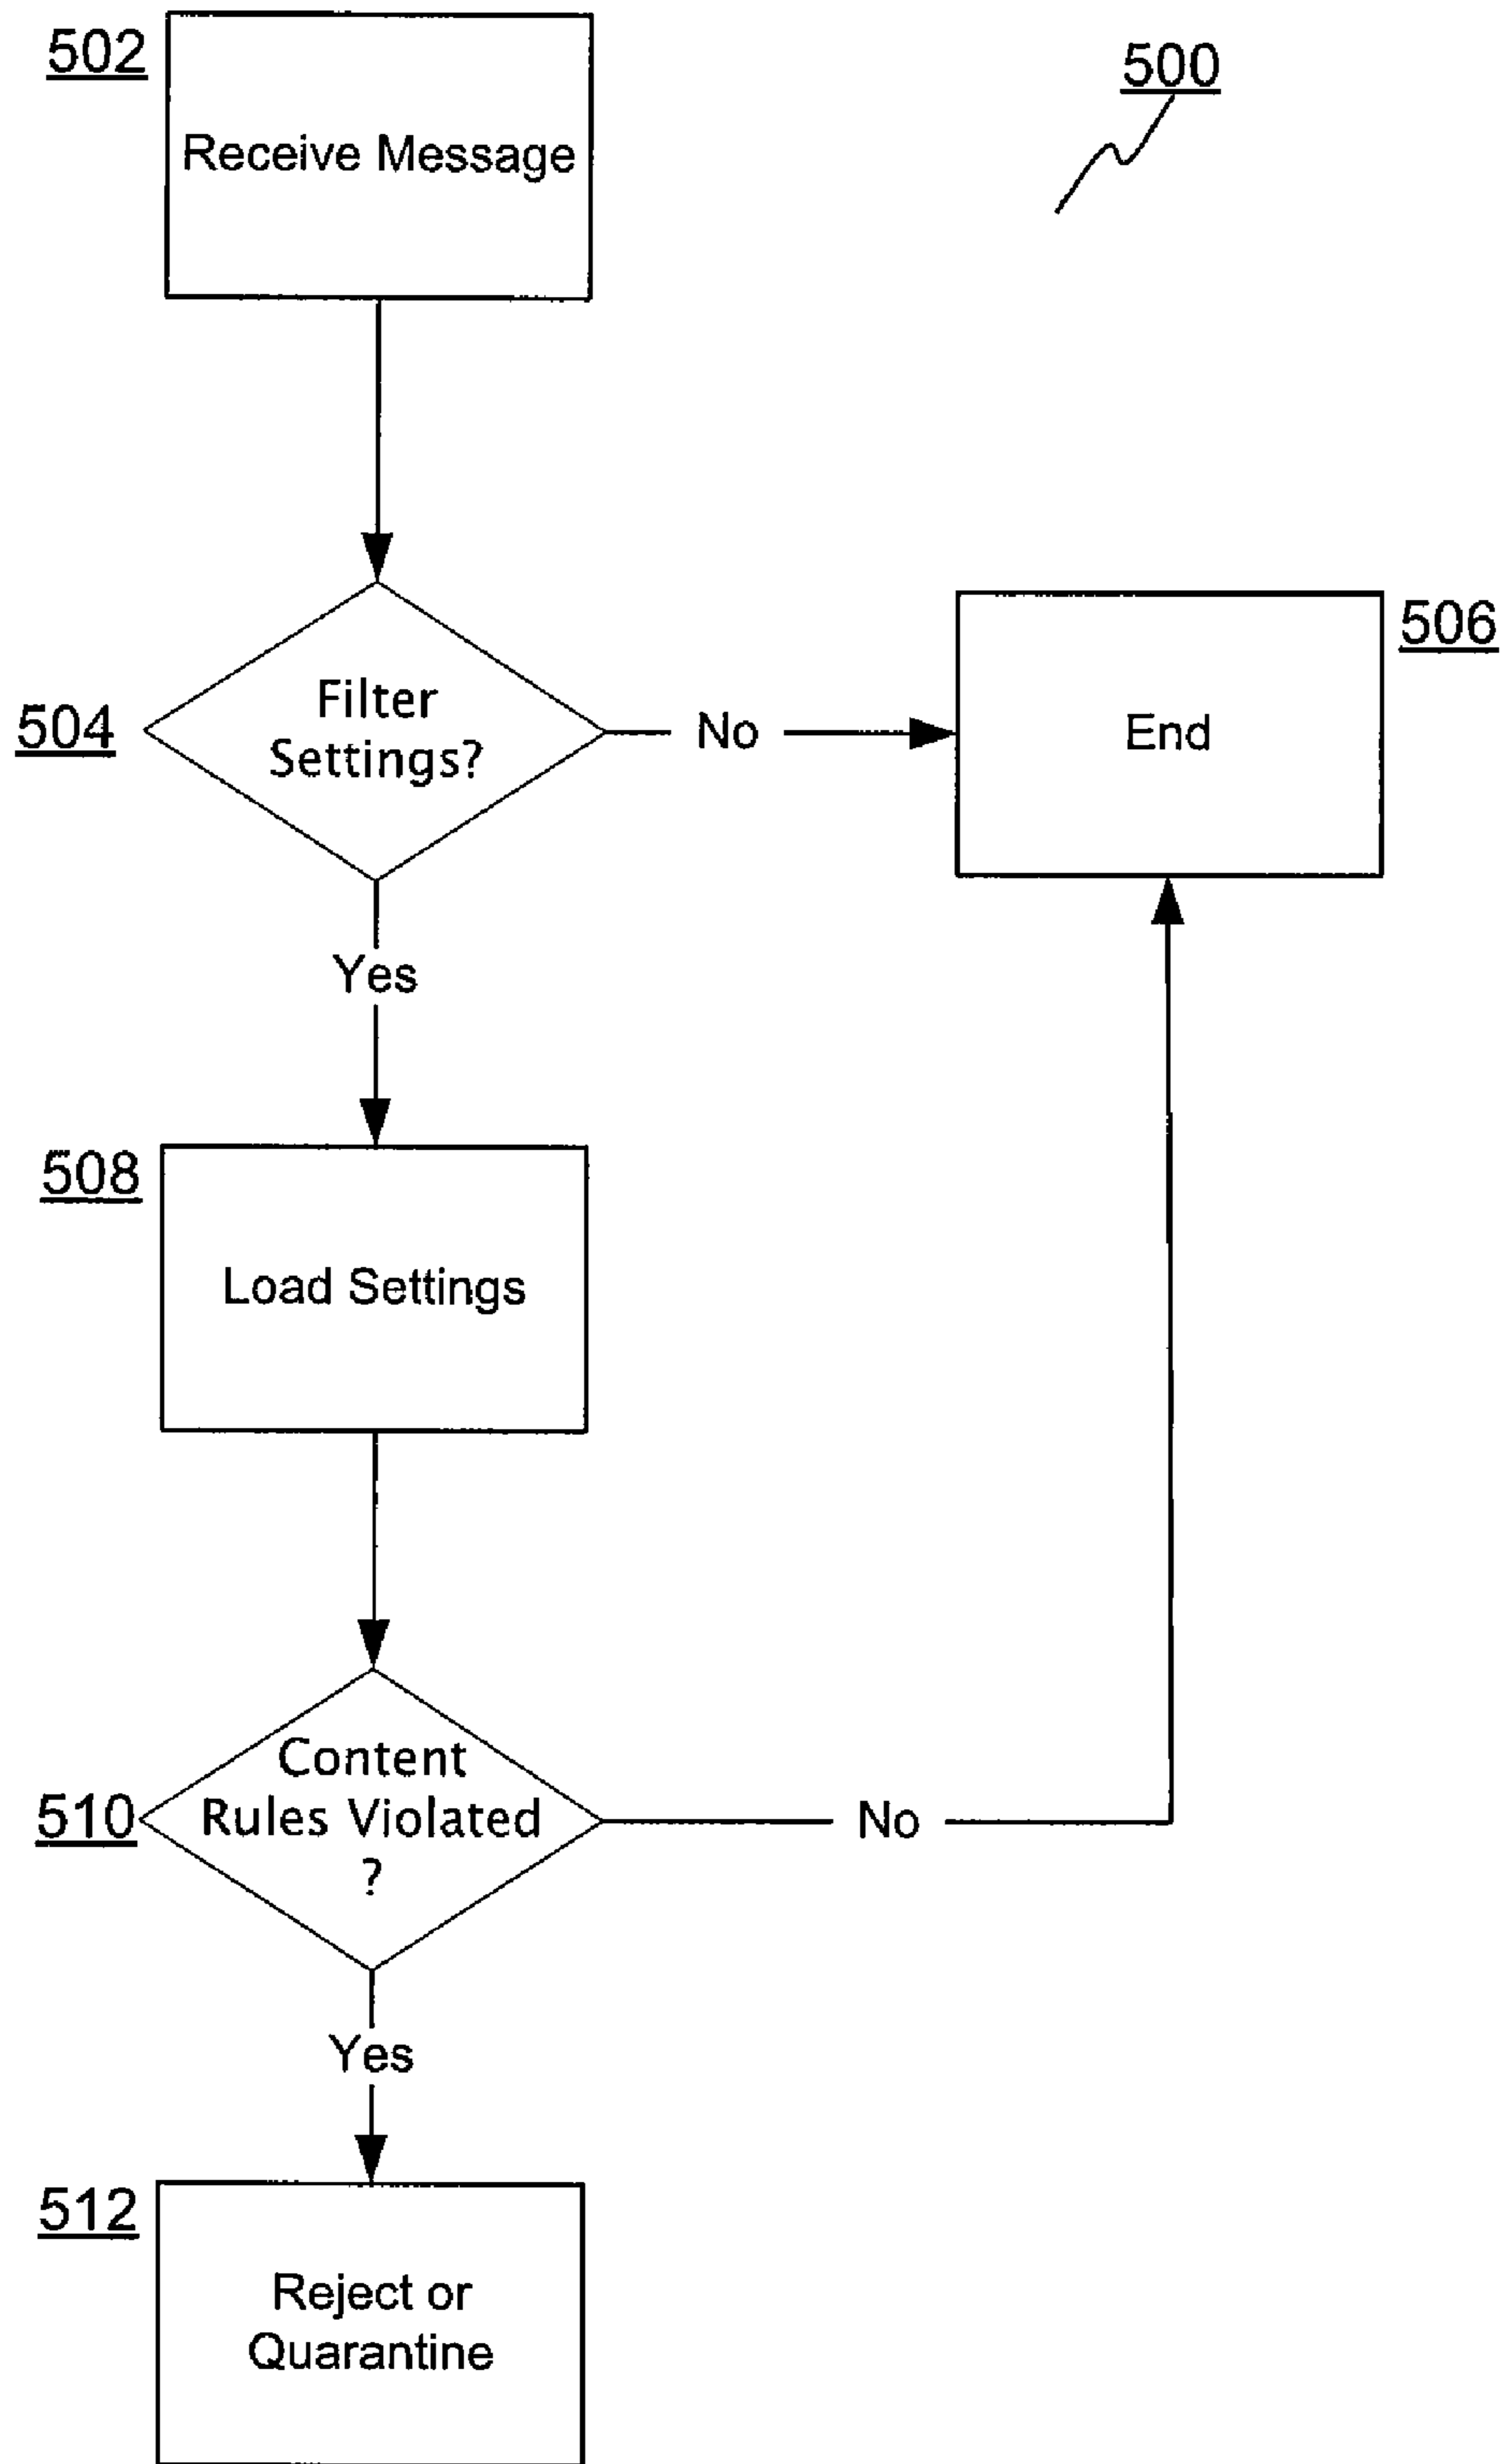 502
Receive Message
500
504
Filter
Settings?
No
End
506
Yes
508
Load Settings
510
Content
Rules Violated
?
No
Yes
512
Reject or
Quarantine